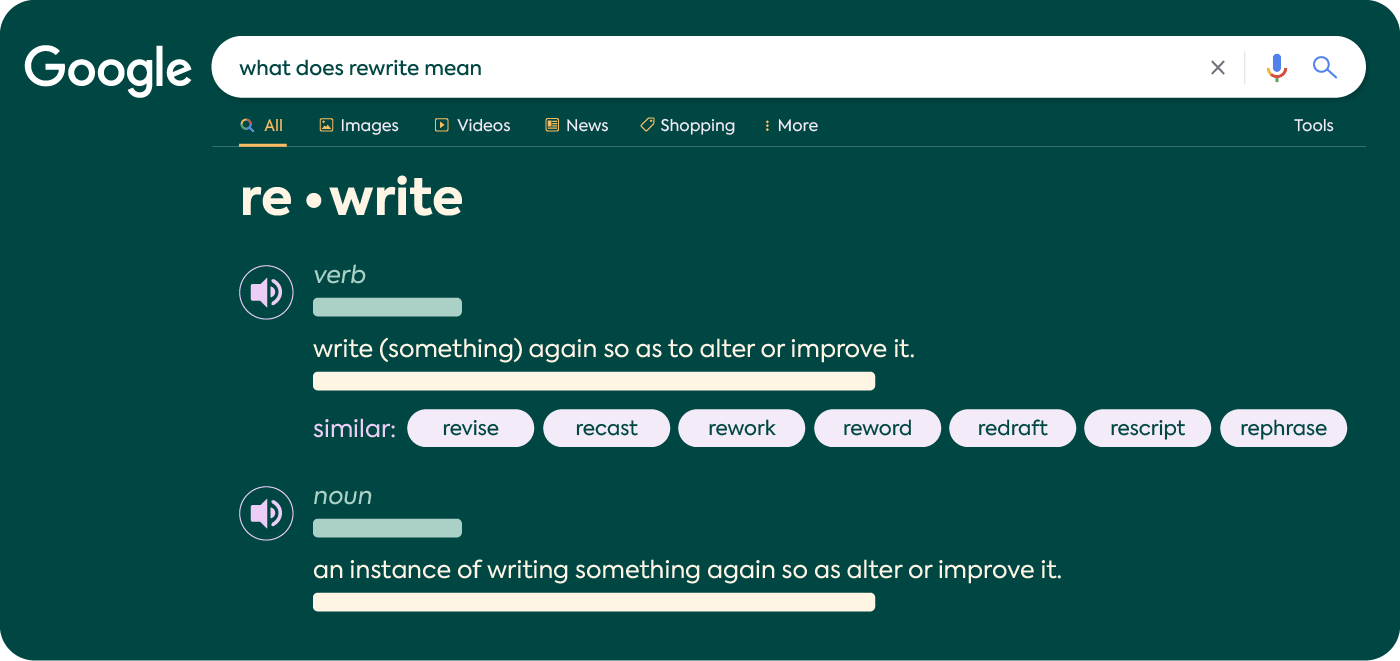 Google what does rewrite mean
All Images Videos News Shopping More Tools
re • write
verb
write (something) again so as to alter or improve it.
similar: revise recast rework reword redraft rescript rephrase
noun
an instance of writing something again so as alter or improve it.